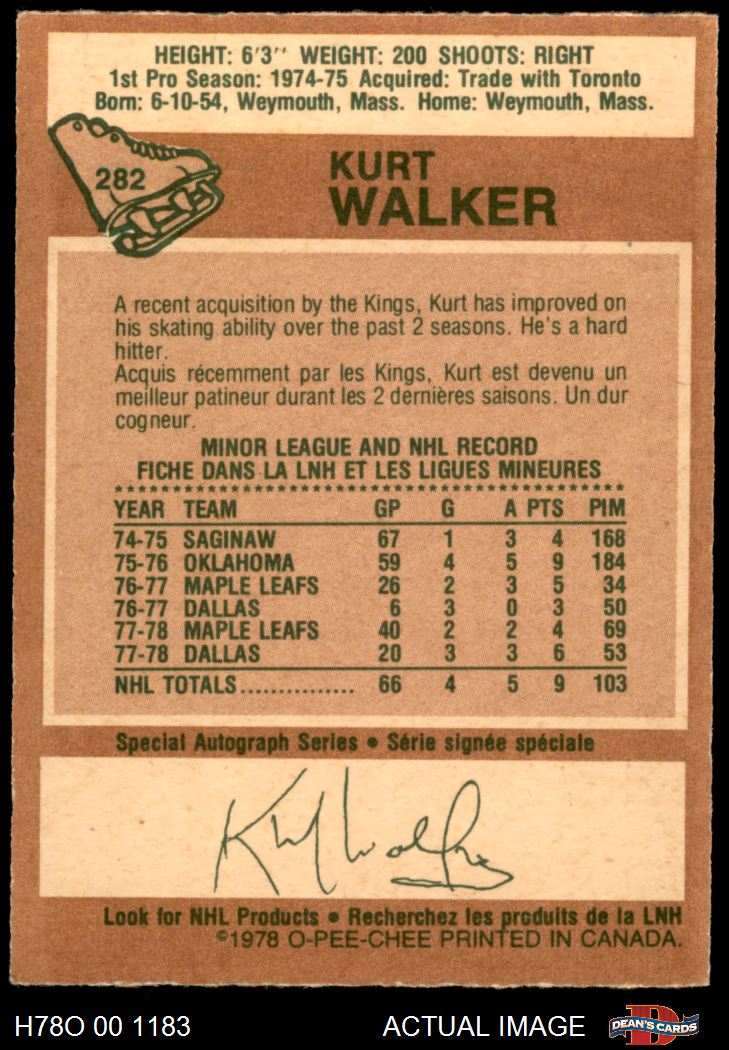 HEIGHT: 6'3'' WEIGHT: 200 SHOOTS: RIGHT
1st Pro Season: 1974-75 Acquired: Trade with Toronto
Born: 6-10-54, Weymouth, Mass. Home: Weymouth, Mass.
282
KURT
WALKER
A recent acquisition by the Kings, Kurt has improved on
his skating ability over the past 2 seasons. He's a hard
hitter.
Acquis récemment par les Kings, Kurt est devenu un
meilleur patineur durant les 2 dernières saisons. Un dur
cogneur.
MINOR LEAGUE AND NHL RECORD
FICHE DANS LA LNH ET LES LIGUES MINEURES
YEAR TEAM GP G A PTS PIM
74-75 SAGINAW 67 1 3 4 168
75-76 OKLAHOMA 59 4 5 9 184
76-77 MAPLE LEAFS 26 2 3 5 34
76-77 DALLAS 6 3 0 3 50
77-78 MAPLE LEAFS 40 2 2 4 69
77-78 DALLAS 20 3 3 6 53
NHL TOTALS............... 66 4 5 9 103
Special Autograph Series • Série signée spéciale
Kurt Walker
Look for NHL Products • Recherchez les produits de la LNH
©1978 O-PEE-CHEE PRINTED IN CANADA.
H78O 00 1183 ACTUAL IMAGE D DEAN'S CARDS